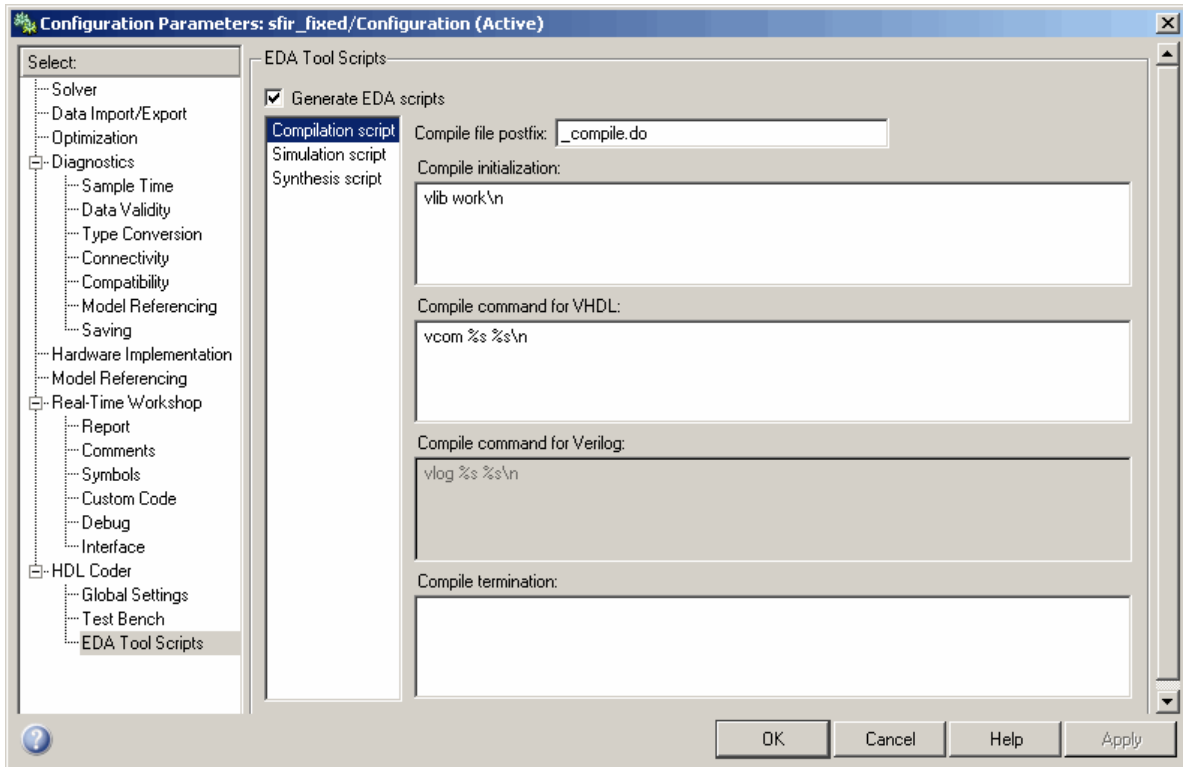 Configuration Parameters: sfir_fixed/Configuration (Active)
Select:
Solver
Data Import/Export
Optimization
Diagnostics
Sample Time
Data Validity
Type Conversion
Connectivity
Compatibility
Model Referencing
Saving
Hardware Implementation
Model Referencing
Real-Time Workshop
Report
Comments
Symbols
Custom Code
Debug
Interface
HDL Coder
Global Settings
Test Bench
EDA Tool Scripts
EDA Tool Scripts
Generate EDA scripts
Compilation script
Simulation script
Synthesis script
Compile file postfix: _compile.do
Compile initialization:
vlib work\n
Compile command for VHDL:
vcom %s %s\n
Compile command for Verilog:
vlog %s %s\n
Compile termination:
OK Cancel Help Apply